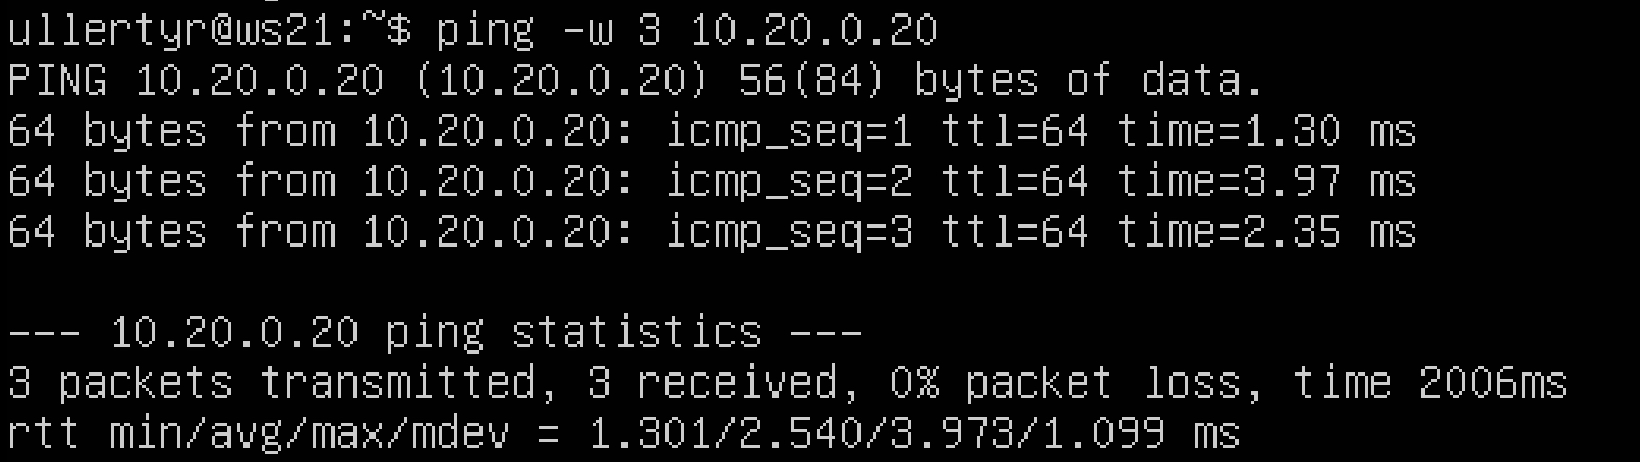 ullertyr@ws21:~$ ping -w 3 10.20.0.20
PING 10.20.0.20 (10.20.0.20) 56(84) bytes of data.
64 bytes from 10.20.0.20: icmp_seq=1 ttl=64 time=1.30 ms
64 bytes from 10.20.0.20: icmp_seq=2 ttl=64 time=3.97 ms
64 bytes from 10.20.0.20: icmp_seq=3 ttl=64 time=2.35 ms
--- 10.20.0.20 ping statistics ---
3 packets transmitted, 3 received, 0% packet loss, time 2006ms
rtt min/avg/max/mdev = 1.301/2.540/3.973/1.099 ms